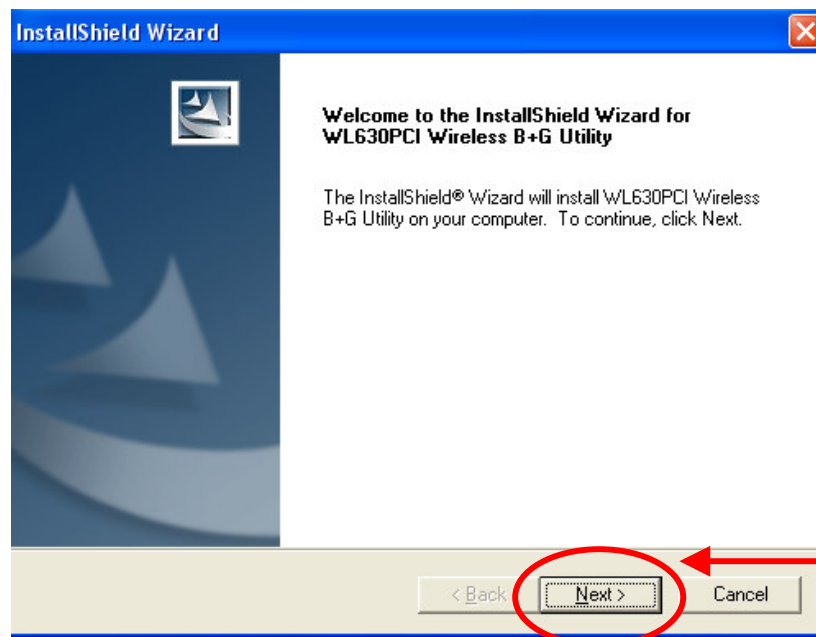 InstallShield Wizard
Welcome to the InstallShield Wizard for
WL630PCI Wireless B+G Utility
The InstallShield® Wizard will install WL630PCI Wireless
B+G Utility on your computer. To continue, click Next.
< Back
Next >
Cancel